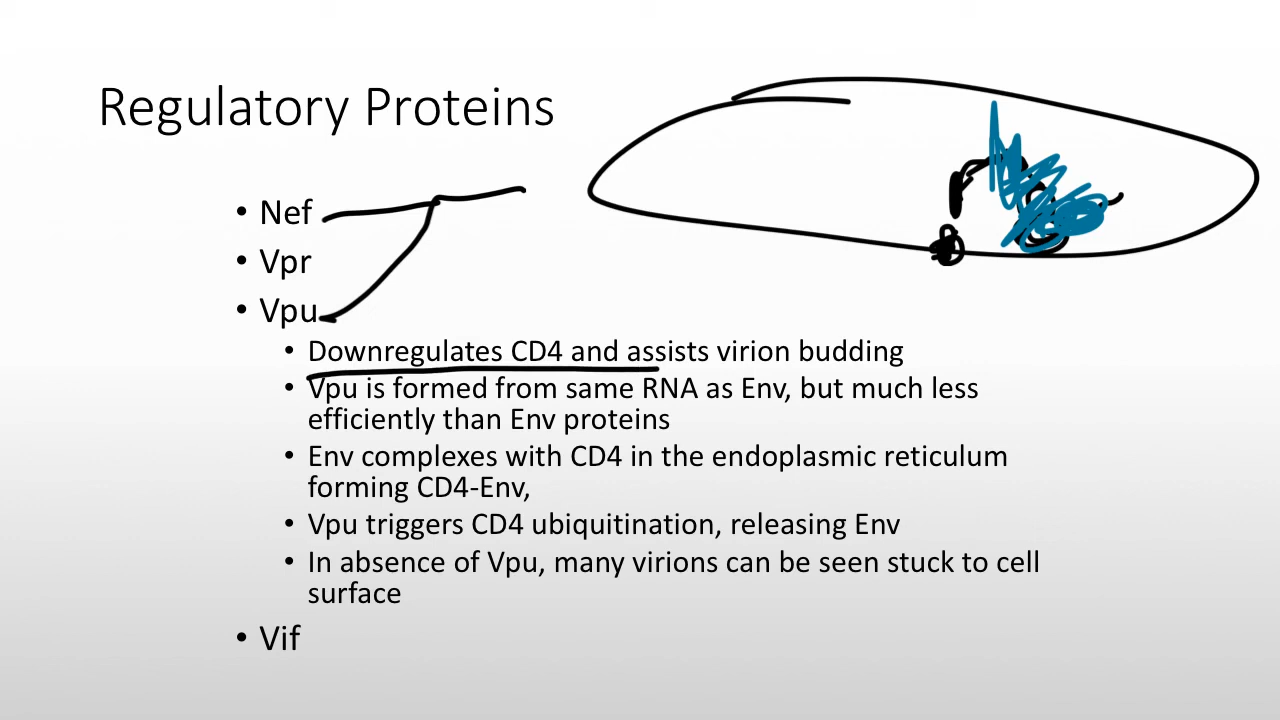 Regulatory Proteins
• Nef
• Vpr
• Vpu
• Downregulates CD4 and assists virion budding
• Vpu is formed from same RNA as Env, but much less
efficiently than Env proteins
• Env complexes with CD4 in the endoplasmic reticulum
forming CD4-Env,
• Vpu triggers CD4 ubiquitination, releasing Env
• In absence of Vpu, many virions can be seen stuck to cell
surface
• Vif